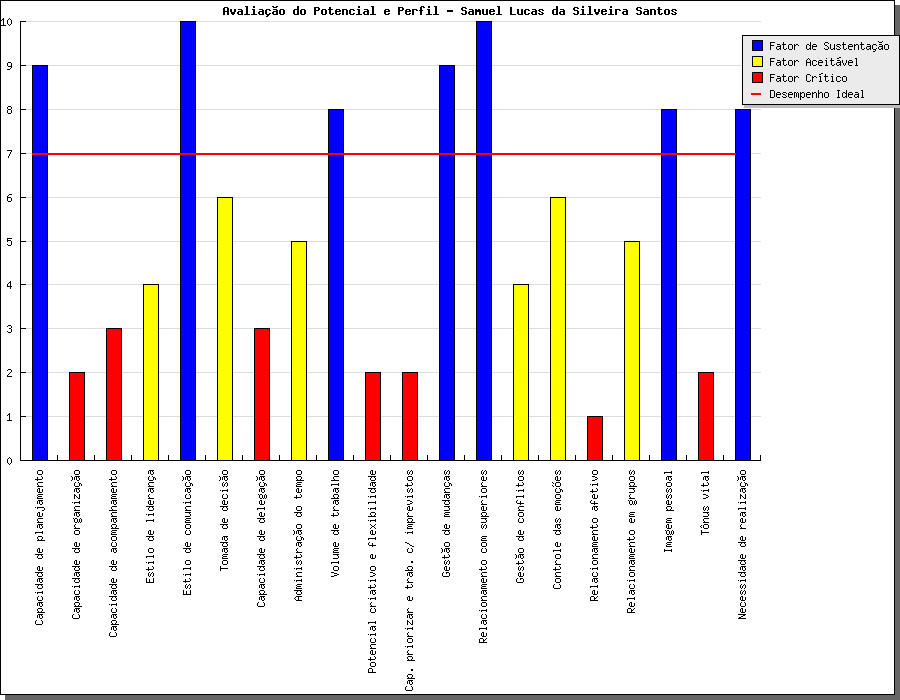 Avaliação do Potencial e Perfil - Samuel Lucas da Silveira Santos
Fator de Sustentação
Fator Aceitável
Fator Crítico
Desempenho Ideal
10
9
8
7
6
5
4
3
2
1
0
Capacidade de planejamento
Capacidade de organização
Capacidade de acompanhamento
Estilo de liderança
Estilo de comunicação
Tomada de decisão
Capacidade de delegação
Administração do tempo
Volume de trabalho
Potencial criativo e flexibilidade
Cap. priorizar e trab. c/ imprevistos
Gestão de mudanças
Relacionamento com superiores
Gestão de conflitos
Controle das emoções
Relacionamento afetivo
Relacionamento em grupos
Imagem pessoal
Tônus vital
Necessidade de realização